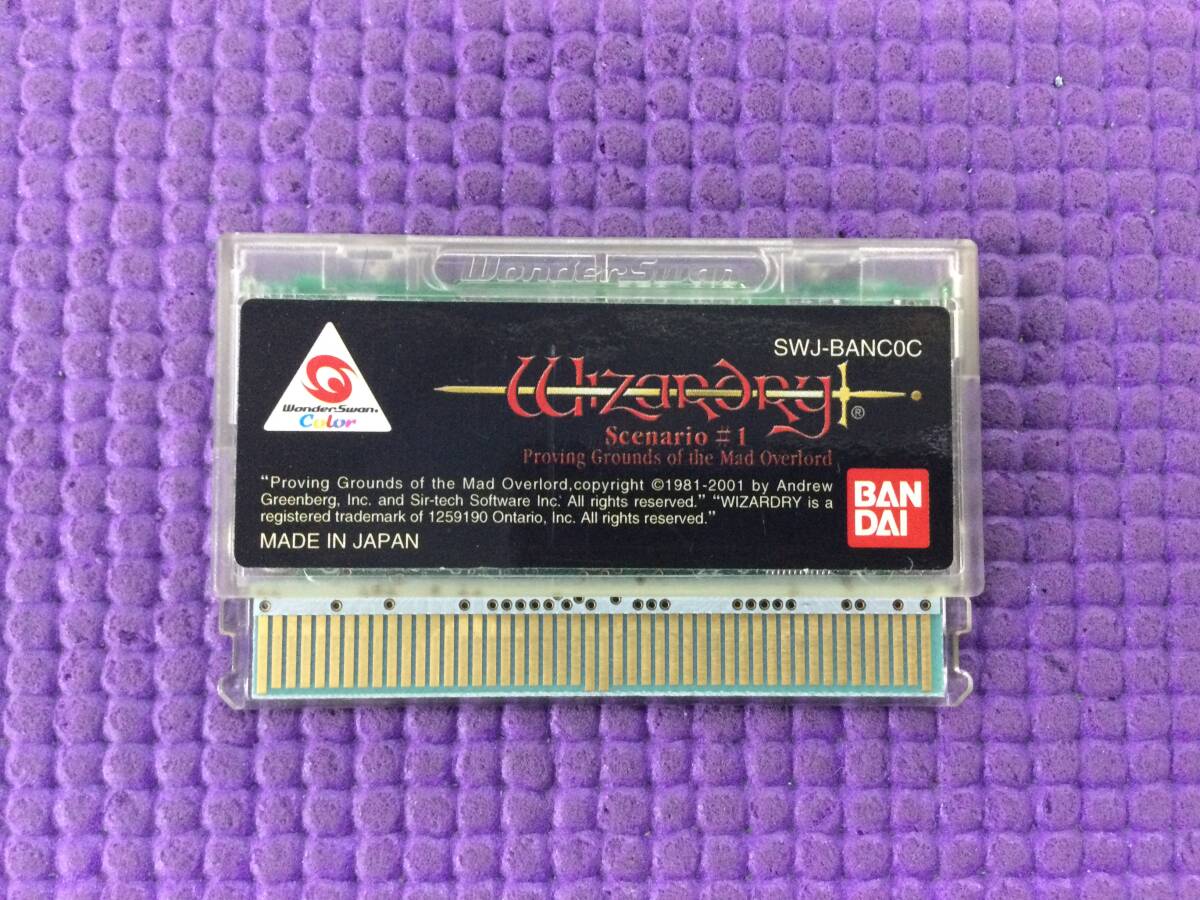 WonderSwan
SWJ-BANC0C
WonderSwan
Color
Wizardry®
Scenario #1
Proving Grounds of the Mad Overlord
“Proving Grounds of the Mad Overlord,copyright ©1981-2001 by Andrew
Greenberg, Inc. and Sir-tech Software Inc. All rights reserved.” “WIZARDRY is a
registered trademark of 1259190 Ontario, Inc. All rights reserved.”
MADE IN JAPAN
BAN
DAI